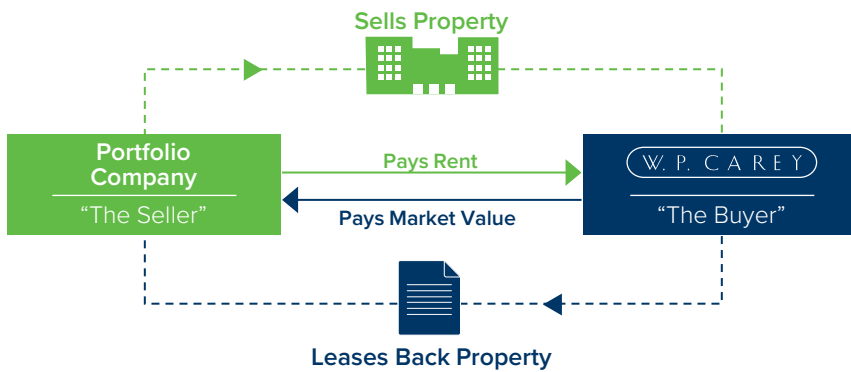 Sells Property
Portfolio
Company
“The Seller”
Pays Rent
Pays Market Value
W. P. CAREY
“The Buyer”
Leases Back Property